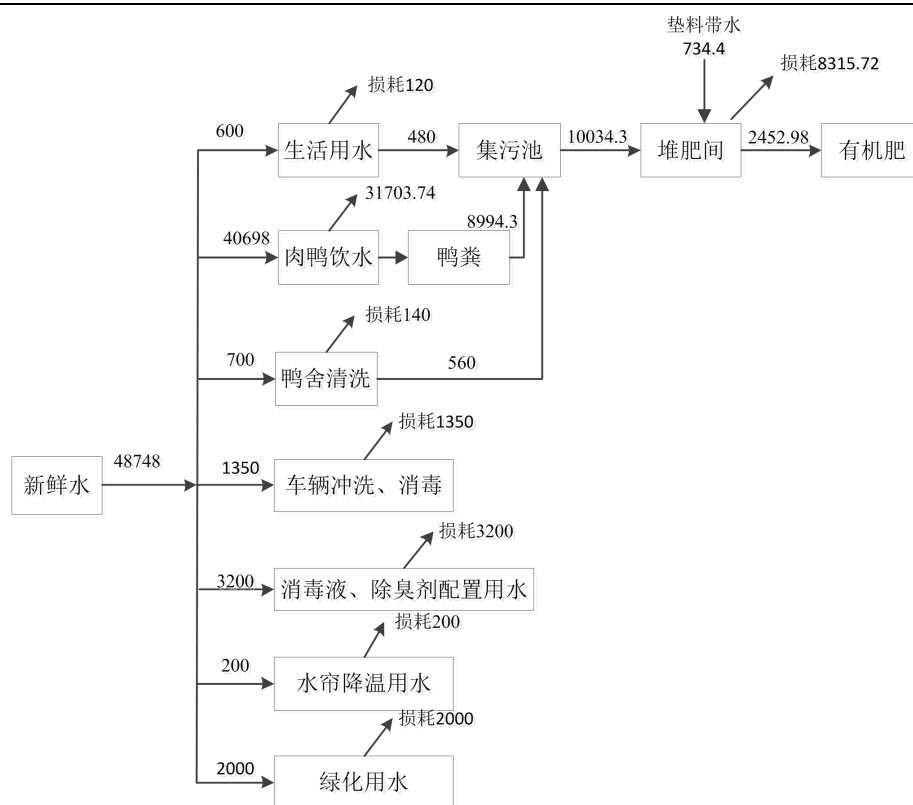 垫料带水
734.4
损耗8315.72
损耗120
600
生活用水
480
集污池
10034.3
堆肥间
2452.98
有机肥
31703.74
8994.3
40698
肉鸭饮水
鸭粪
损耗140
700
鸭舍清洗
560
损耗1350
新鲜水
48748
1350
车辆冲洗、消毒
损耗3200
3200
消毒液、除臭剂配置用水
损耗200
200
水帘降温用水
损耗2000
2000
绿化用水